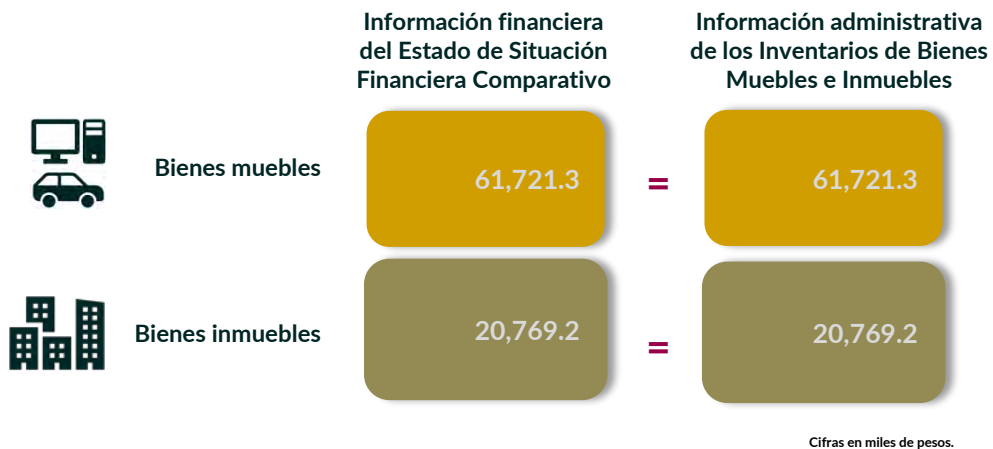 Información financiera
del Estado de Situación
Financiera Comparativo
Información administrativa
de los Inventarios de Bienes
Muebles e Inmuebles
Bienes muebles
61,721.3
=
61,721.3
Bienes inmuebles
20,769.2
=
20,769.2
Cifras en miles de pesos.